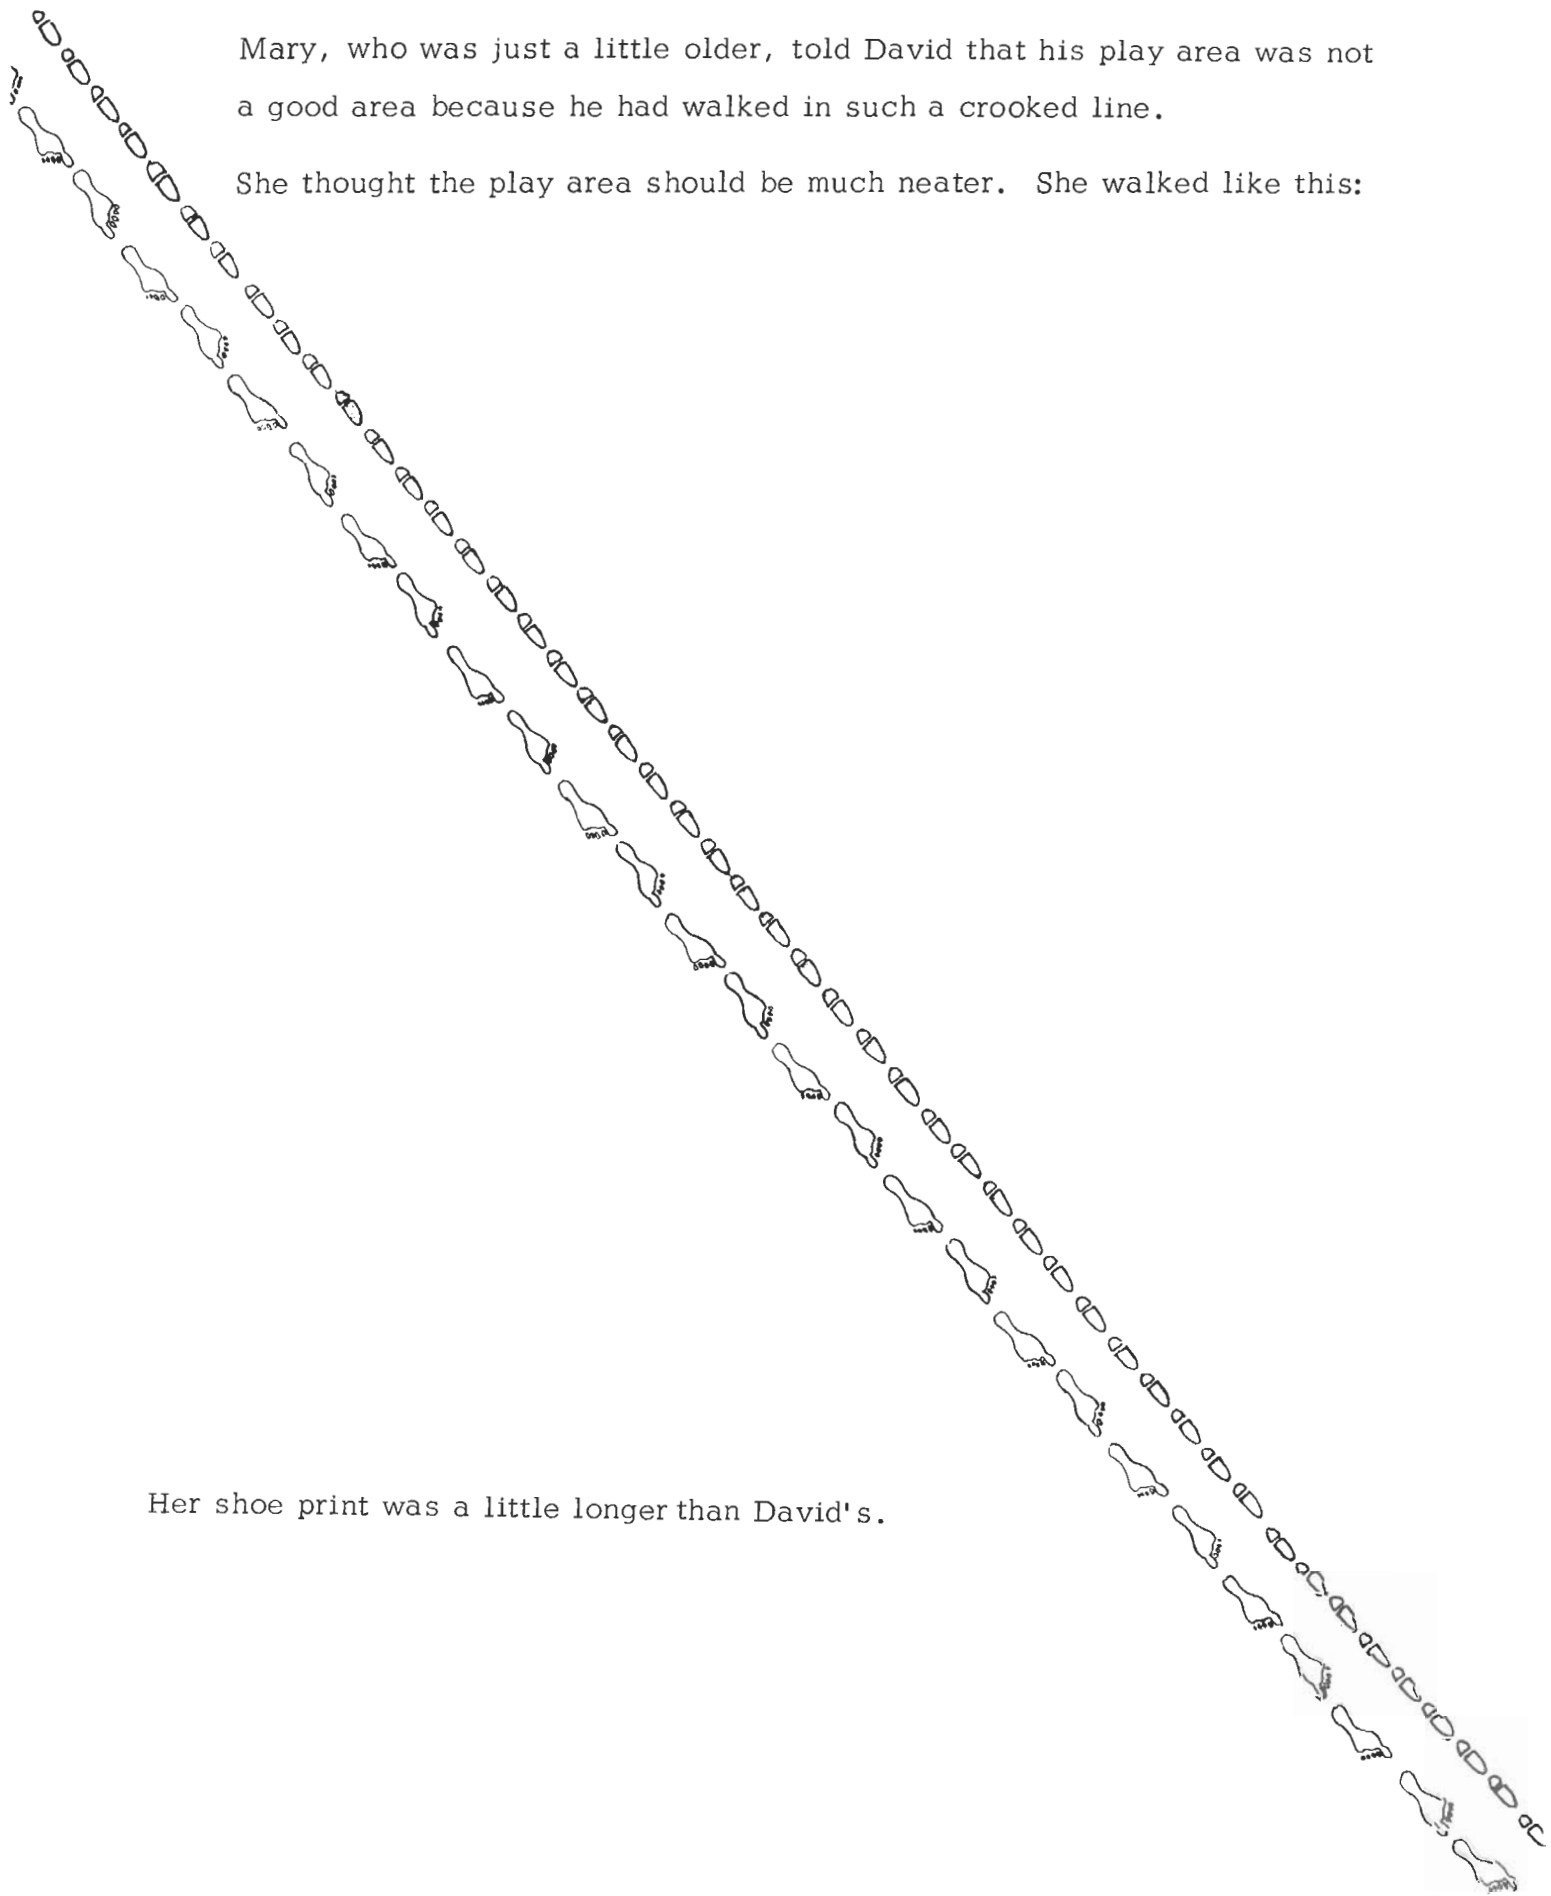 Mary, who was just a little older, told David that his play area was not
a good area because he had walked in such a crooked line.
She thought the play area should be much neater. She walked like this:
Her shoe print was a little longer than David's.